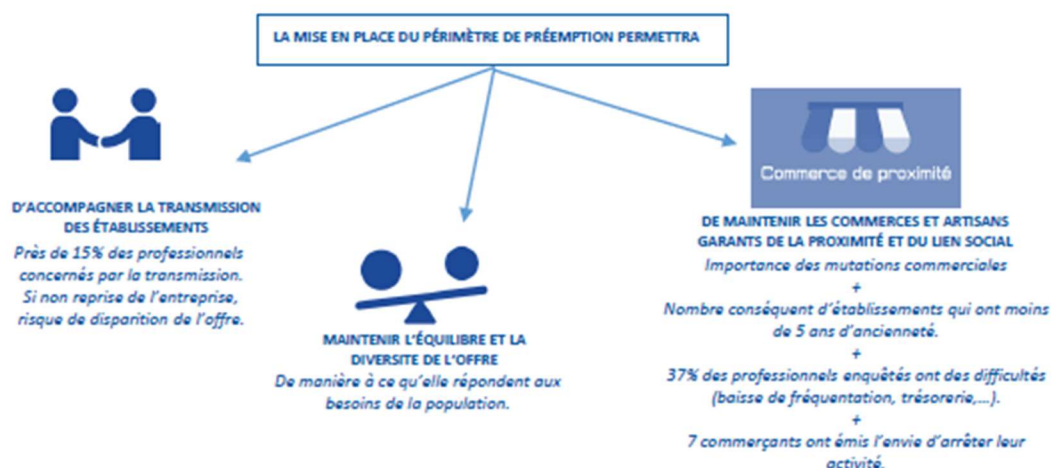 LA MISE EN PLACE DU PÉRIMÈTRE DE PRÉEMPTION PERMETTRA
D'ACCOMPAGNER LA TRANSMISSION
DES ÉTABLISSEMENTS
Près de 15% des professionnels
concernés par la transmission.
Si non reprise de l'entreprise,
risque de disparition de l'offre.
MAINTENIR L'ÉQUILIBRE ET LA
DIVERSITE DE L'OFFRE
De manière à ce qu'elle répondent aux
besoins de la population.
Commerce de proximité
DE MAINTENIR LES COMMERCES ET ARTISANS
GARANTS DE LA PROXIMITÉ ET DU LIEN SOCIAL
Importance des mutations commerciales
+
Nombre conséquent d'établissements qui ont moins
de 5 ans d'ancienneté.
+
37% des professionnels enquêtés ont des difficultés
(baisse de fréquentation, trésorerie,...).
+
7 commerçants ont émis l'envie d'arrêter leur
activité.